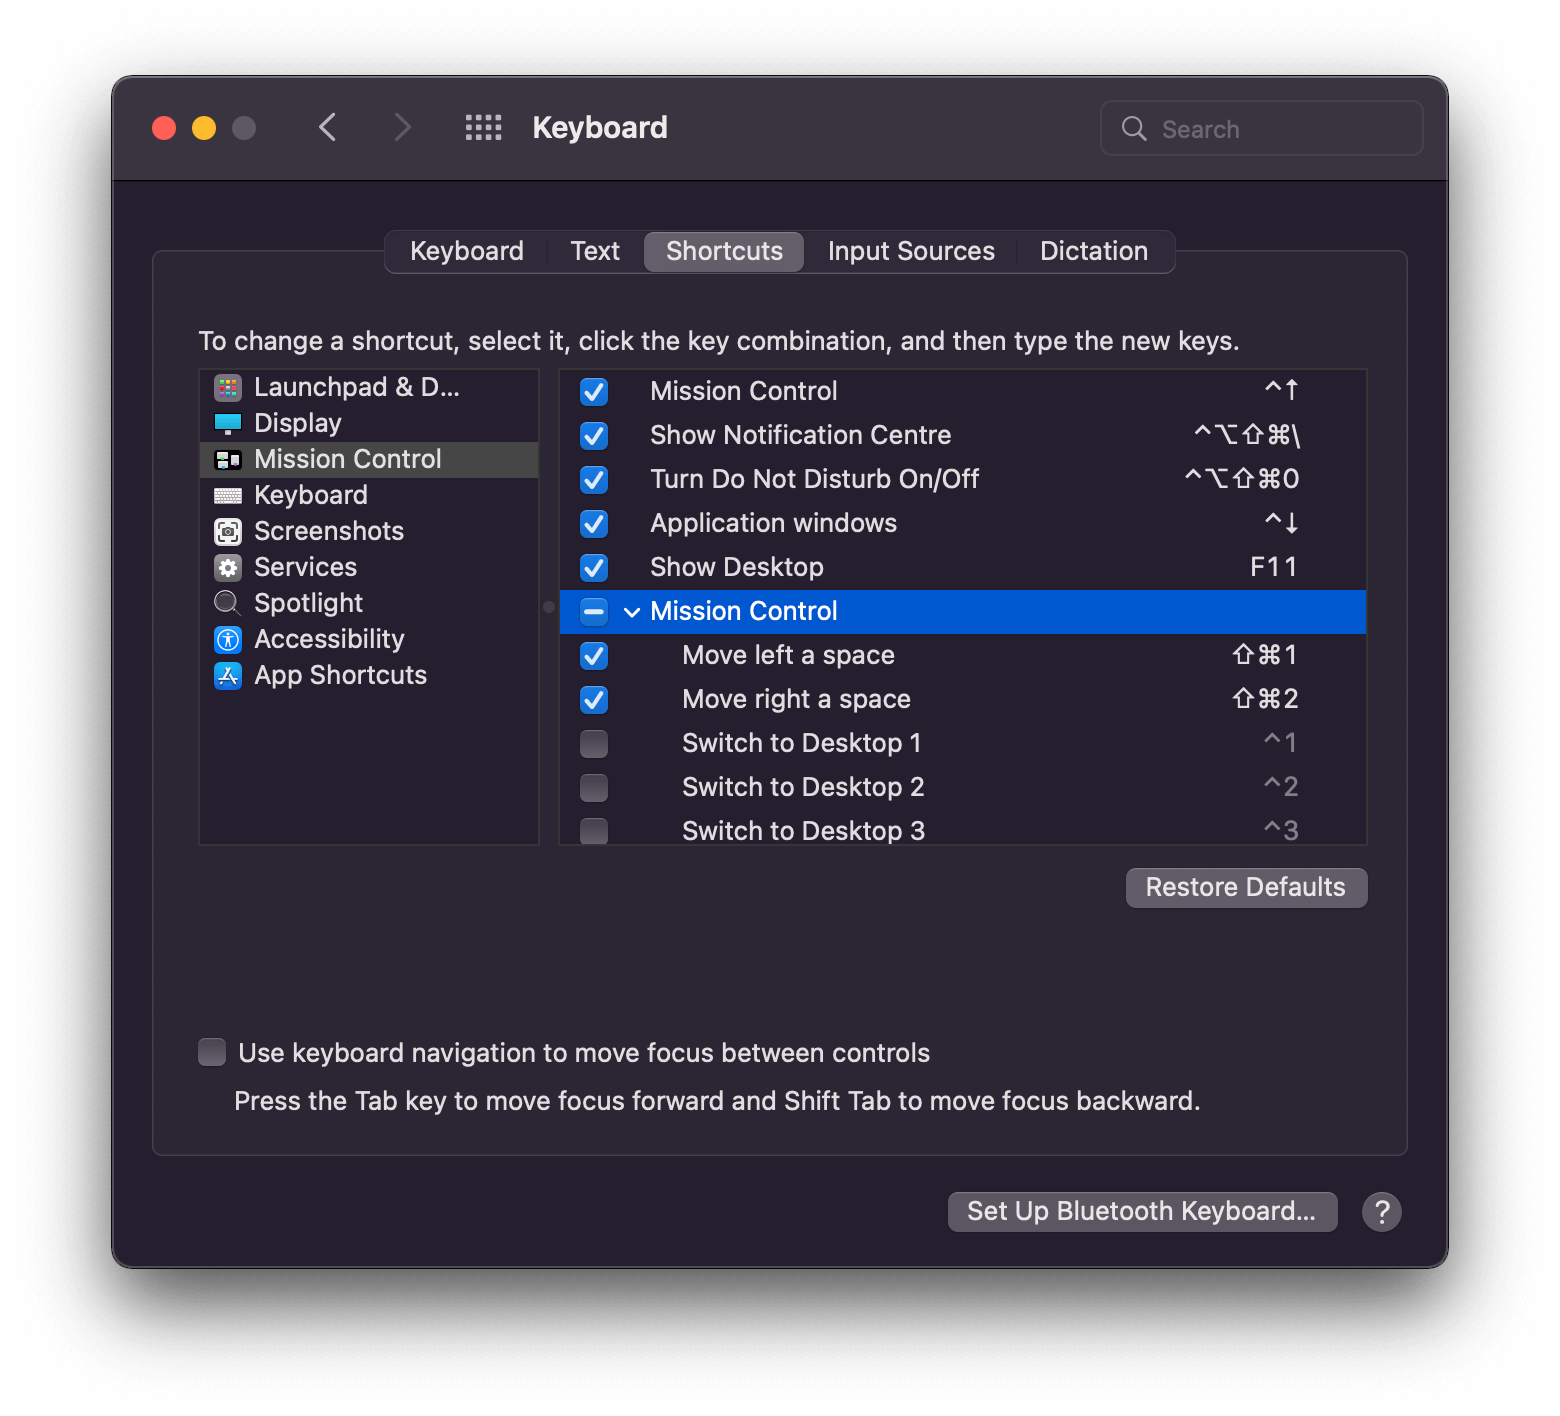 Keyboard
Search
Keyboard Text Shortcuts Input Sources Dictation
To change a shortcut, select it, click the key combination, and then type the new keys.
Launchpad & D...
Display
Mission Control
Keyboard
Screenshots
Services
Spotlight
Accessibility
App Shortcuts
Mission Control ^↑
Show Notification Centre ^⌥⇧⌘\
Turn Do Not Disturb On/Off ^⌥⇧⌘0
Application windows ^↓
Show Desktop F11
Mission Control
Move left a space ⇧⌘1
Move right a space ⇧⌘2
Switch to Desktop 1 ^1
Switch to Desktop 2 ^2
Switch to Desktop 3 ^3
Restore Defaults
Use keyboard navigation to move focus between controls
Press the Tab key to move focus forward and Shift Tab to move focus backward.
Set Up Bluetooth Keyboard... ?